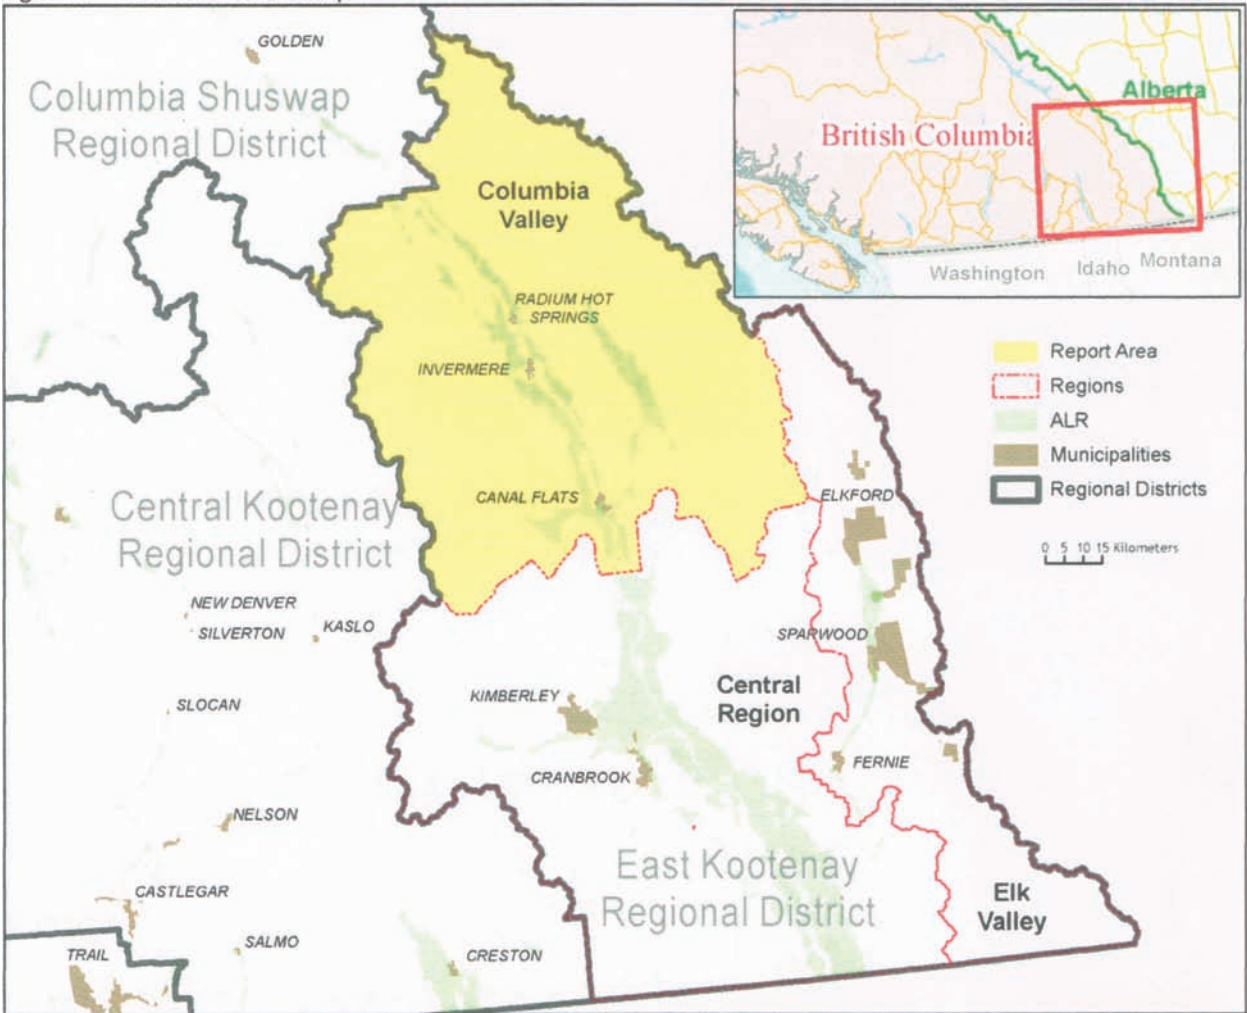 GOLDEN
Columbia Shuswap
Regional District
Columbia
Valley
RADIUM HOT
SPRINGS
INVERMERE
CANAL FLATS
Central Kootenay
Regional District
NEW DENVER
SILVERTON
KASLO
SLOCAN
NELSON
CASTLEGAR
SALMO
TRAIL
CRESTON
KIMBERLEY
CRANBROOK
Central
Region
East Kootenay
Regional District
ELKFORD
SPARWOOD
FERNIE
Elk
Valley
Alberta
British Columbia
Washington
Idaho
Montana
Report Area
Regions
ALR
Municipalities
Regional Districts
0 5 10 15 Kilometers